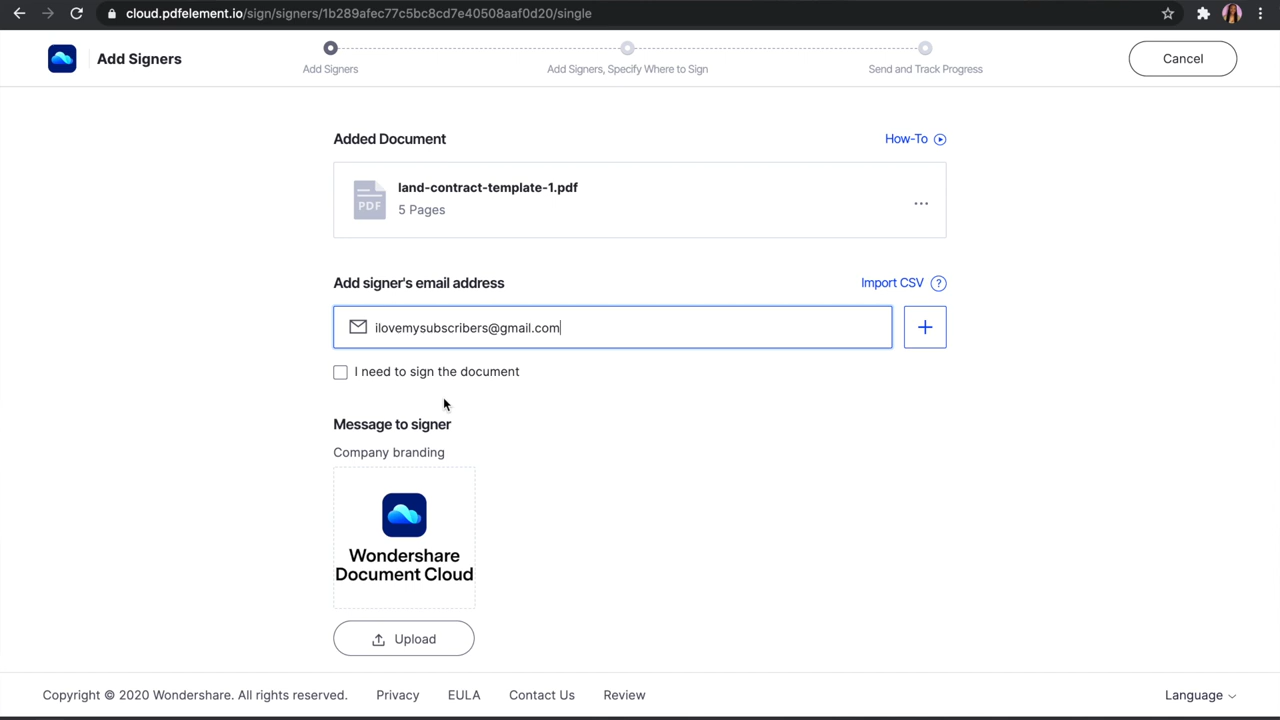 cloud.pdfelement.io/sign/signers/1b289afec77c5bc8cd7e40508aaf0d20/single
Add Signers
Add Signers
Add Signers, Specify Where to Sign
Send and Track Progress
Cancel
Added Document
How-To
PDF
land-contract-template-1.pdf
5 Pages
...
Add signer's email address
Import CSV ?
ilovemysubscribers@gmail.com
+
I need to sign the document
Message to signer
Company branding
Wondershare
Document Cloud
Upload
Copyright © 2020 Wondershare. All rights reserved.
Privacy
EULA
Contact Us
Review
Language